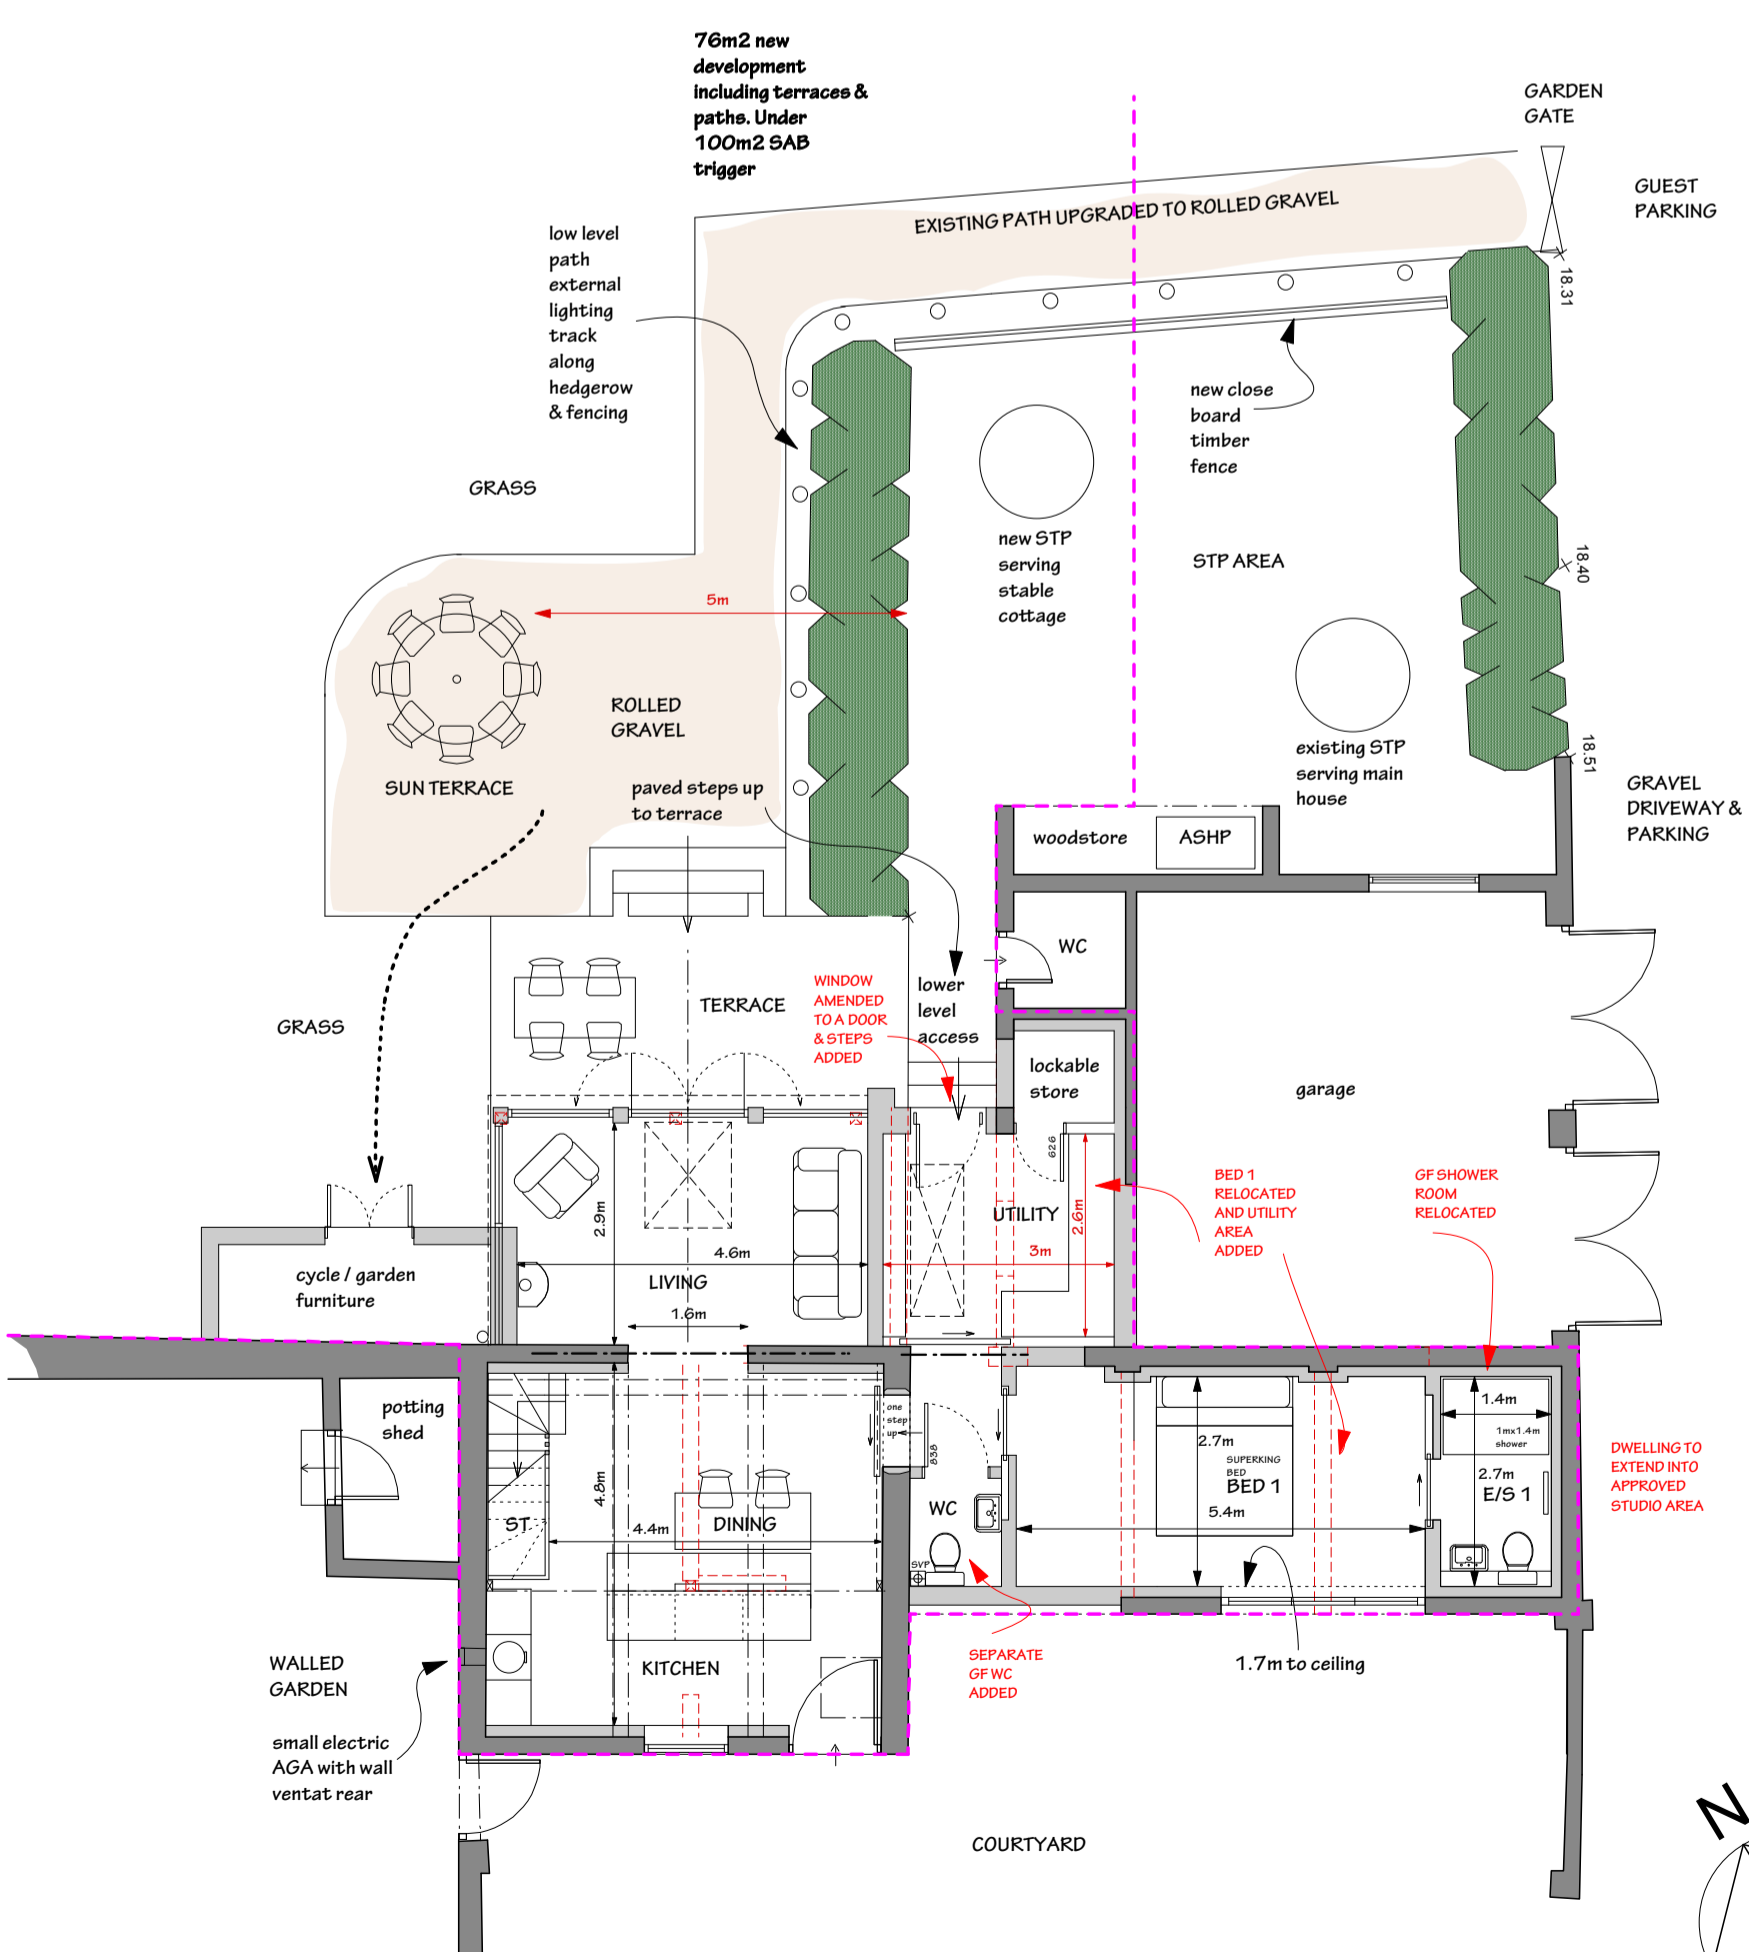 76m2 new
development
including terraces &
paths. Under
100m2 SAB
trigger
GARDEN
GATE
GUEST
PARKING
EXISTING PATH UPGRADED TO ROLLED GRAVEL
low level
path
external
lighting
track
along
hedgerow
& fencing
18.31
new close
board
timber
fence
GRASS
new STP
serving
stable
cottage
STP AREA
18.40
5m
ROLLED
GRAVEL
SUN TERRACE
paved steps up
to terrace
existing STP
serving main
house
18.51
GRAVEL
DRIVEWAY &
PARKING
woodstore
ASHP
WC
GRASS
TERRACE
WINDOW
AMENDED
TO A DOOR
& STEPS
ADDED
lower
level
access
lockable
store
garage
626
2.9m
4.6m
LIVING
1.6m
UTILITY
2.6m
3m
BED 1
RELOCATED
AND UTILITY
AREA
ADDED
GF SHOWER
ROOM
RELOCATED
cycle / garden
furniture
potting
shed
one
step
up
838
1.4m
1mx1.4m
shower
2.7m
SUPERKING
BED
BED 1
5.4m
2.7m
E/S 1
DWELLING TO
EXTEND INTO
APPROVED
STUDIO AREA
4.8m
ST
4.4m
DINING
WC
SVP
KITCHEN
SEPARATE
GF WC
ADDED
1.7m to ceiling
WALLED
GARDEN
small electric
AGA with wall
ventat rear
COURTYARD
N